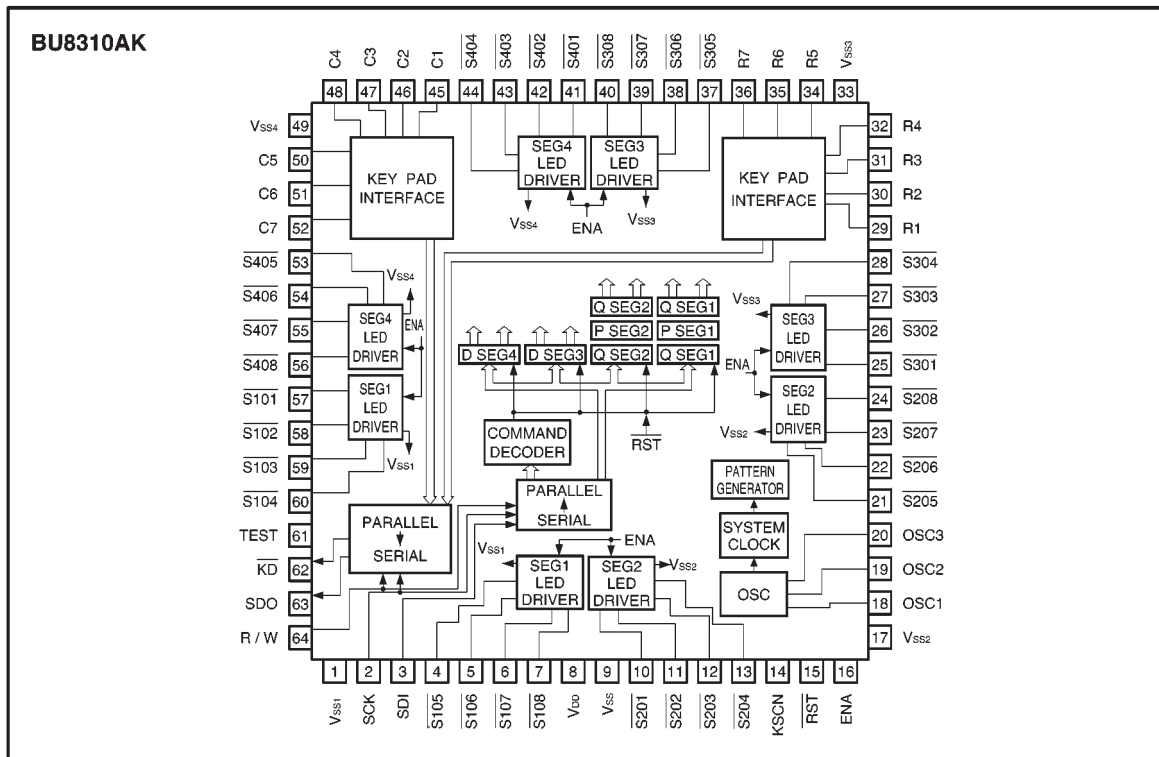 BU8310AK
C4 C3 C2 C1 S404 S403 S402 S401 S308 S307 S306 S305 R7 R6 R5 VSS3
48 47 46 45 44 43 42 41 40 39 38 37 36 35 34 33
VSS4 49
C5 50
C6 51
C7 52
S405 53
S406 54
S407 55
S408 56
S101 57
S102 58
S103 59
S104 60
TEST 61
KD 62
SDO 63
R / W 64
KEY PAD
INTERFACE
SEG4
LED
DRIVER
SEG3
LED
DRIVER
VSS4
ENA
VSS3
KEY PAD
INTERFACE
32 R4
31 R3
30 R2
29 R1
28 S304
27 S303
26 S302
25 S301
24 S208
23 S207
22 S206
21 S205
20 OSC3
19 OSC2
18 OSC1
17 VSS2
VSS4
SEG4
LED
DRIVER
ENA
SEG1
LED
DRIVER
VSS1
Q SEG2 Q SEG1
P SEG2 P SEG1
D SEG4 D SEG3 Q SEG2 Q SEG1
VSS3
SEG3
LED
DRIVER
ENA
SEG2
LED
DRIVER
VSS2
COMMAND
DECODER
RST
PARALLEL
SERIAL
PARALLEL
SERIAL
PATTERN
GENERATOR
SYSTEM
CLOCK
OSC
ENA
VSS1
SEG1
LED
DRIVER
SEG2
LED
DRIVER
VSS2
1 2 3 4 5 6 7 8 9 10 11 12 13 14 15 16
VSS1 SCK SDI S105 S106 S107 S108 VDD VSS S201 S202 S203 S204 KSCN RST ENA